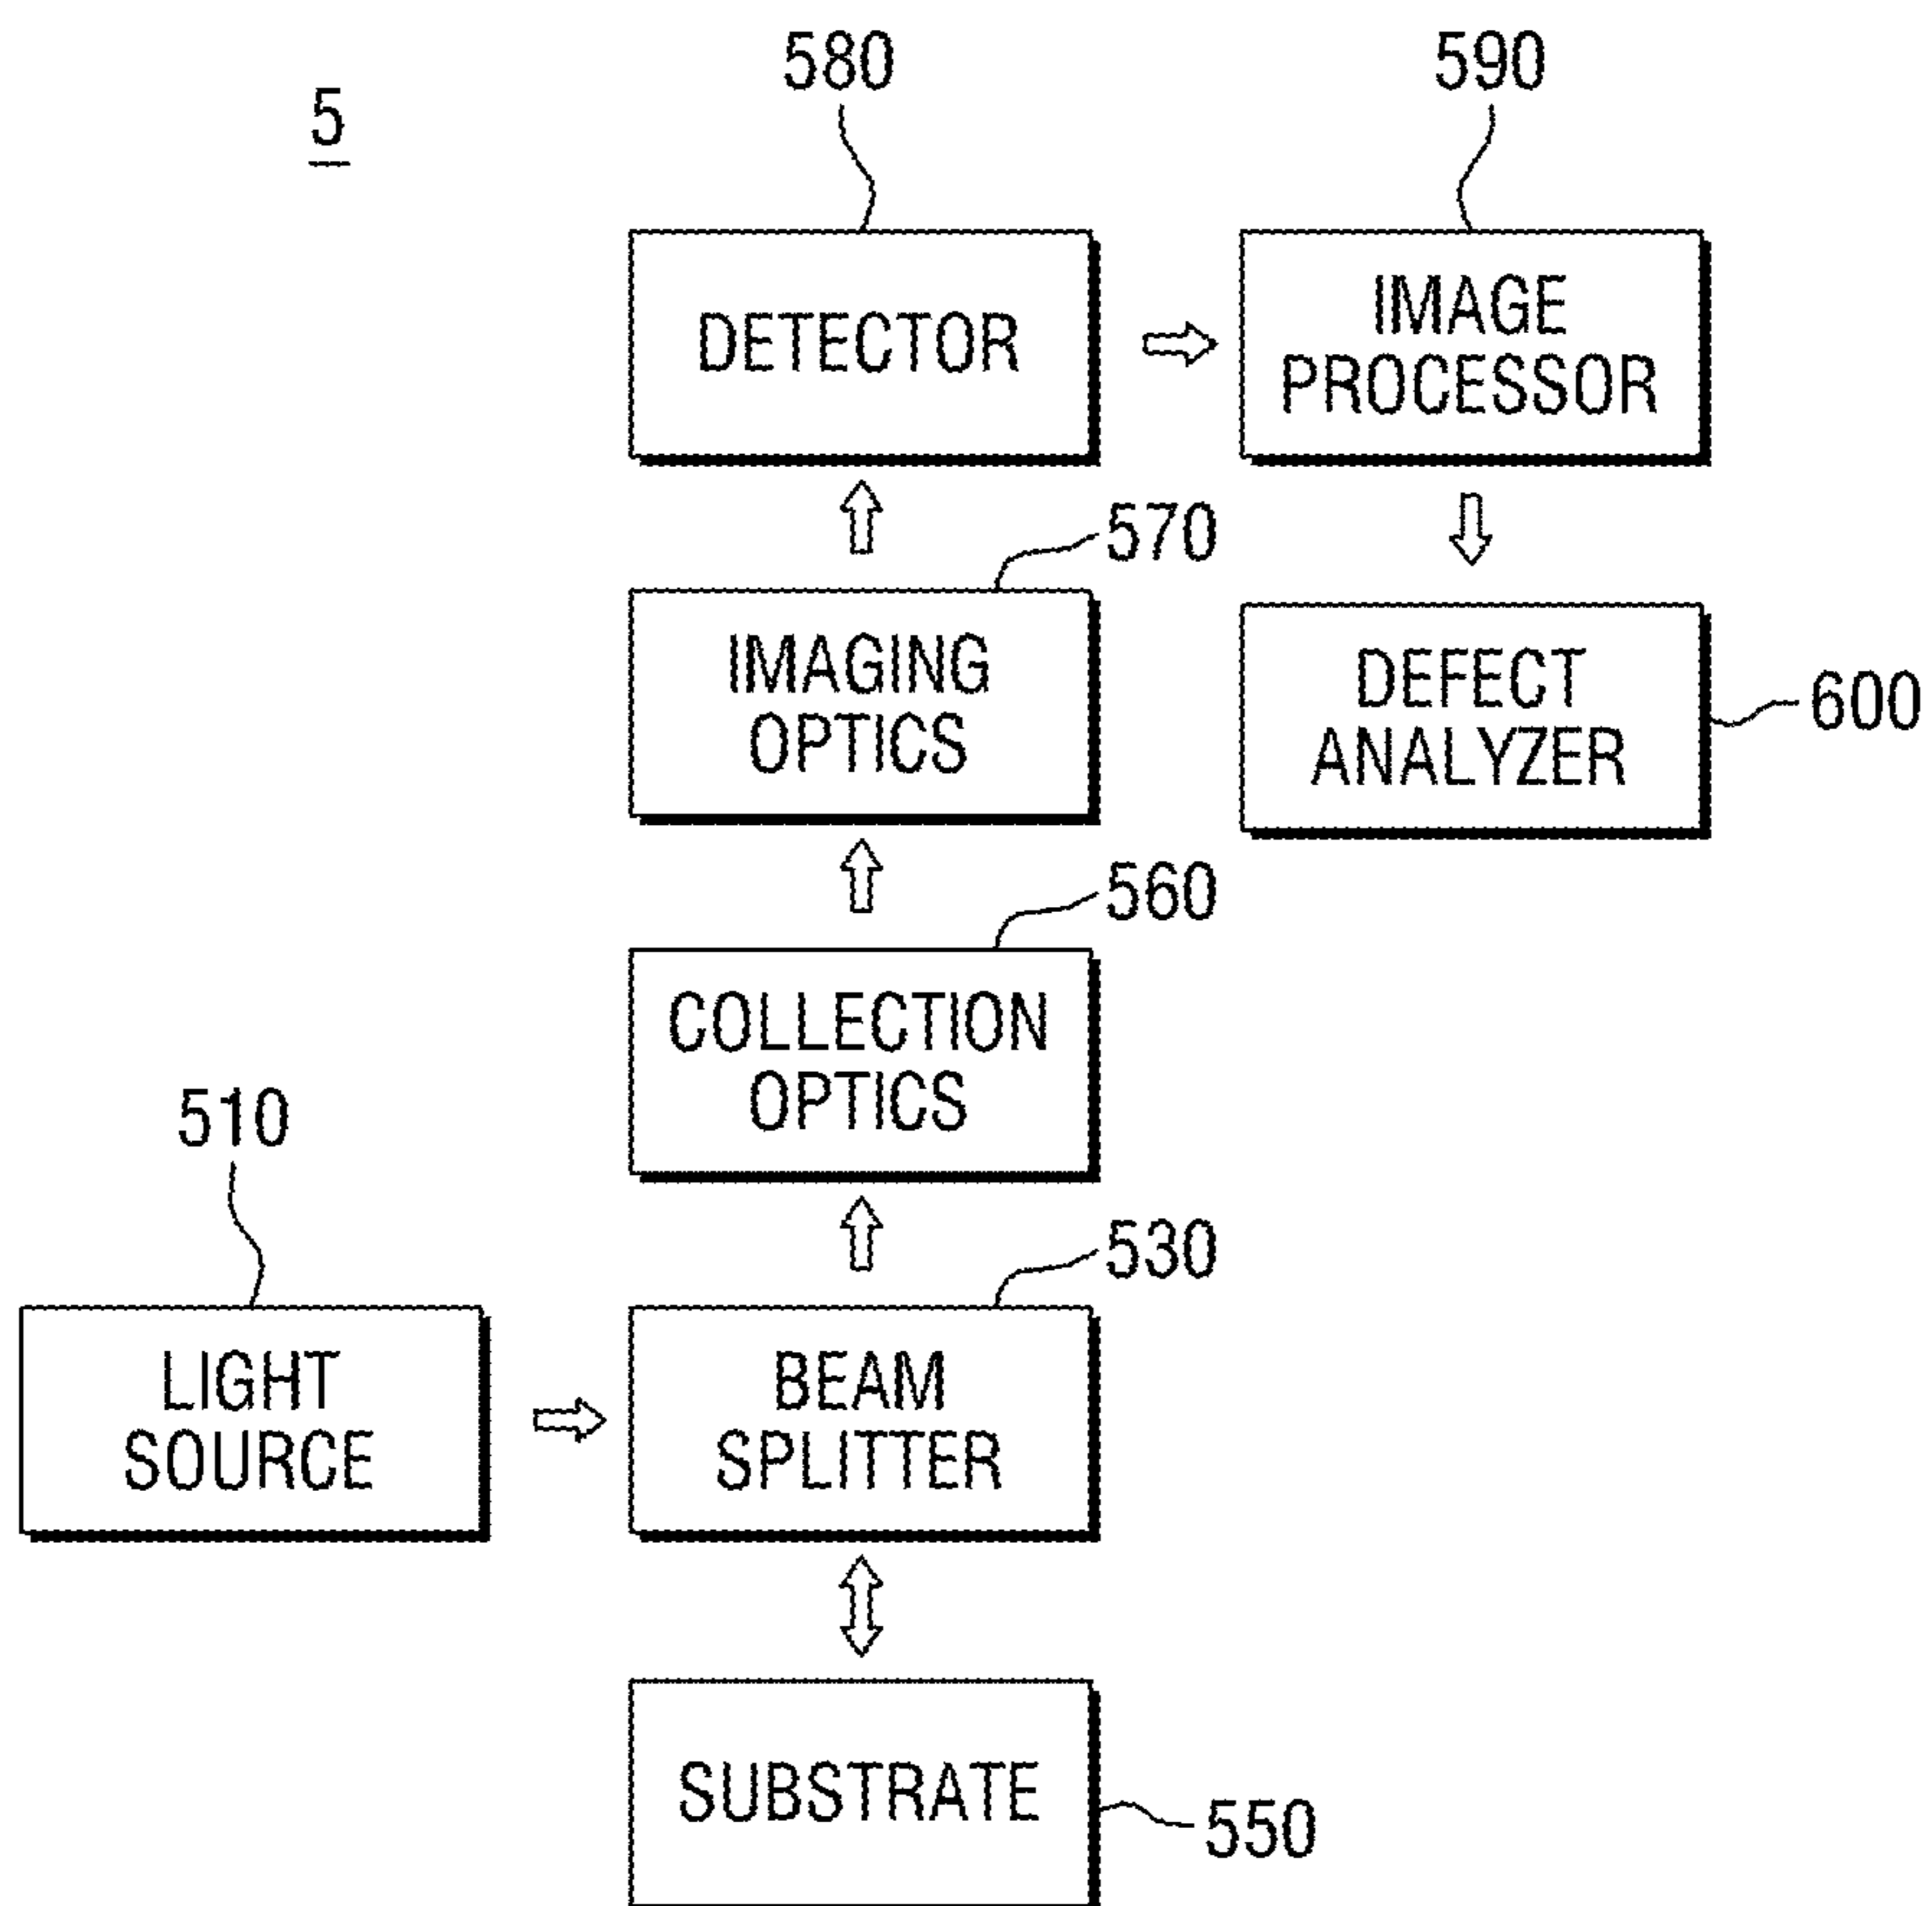 580
590
5
DETECTOR
IMAGE
PROCESSOR
570
IMAGING
OPTICS
DEFECT
ANALYZER
600
560
COLLECTION
OPTICS
510
530
LIGHT
SOURCE
BEAM
SPLITTER
SUBSTRATE
550